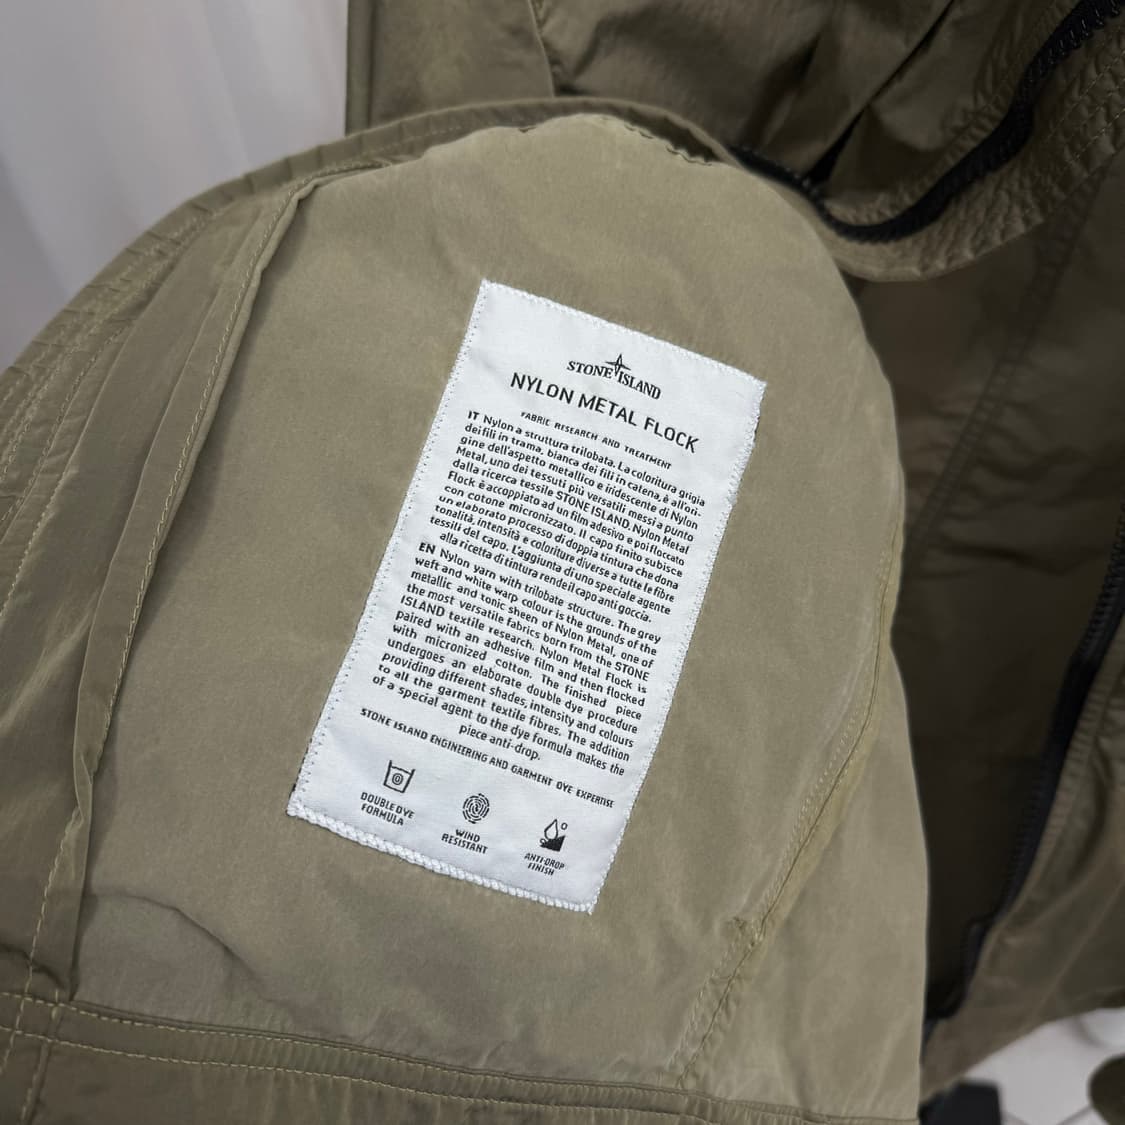 STONE ISLAND
NYLON METAL FLOCK
FABRIC RESEARCH AND TREATMENT
IT Nylon a struttura trilobata. La coloritura grigia
dei fili in trama, bianca dei fili in catena, è all'ori-
gine dell'aspetto metallico e iridescente di Nylon
Metal, uno dei tessuti più versatili messi a punto
dalla ricerca tessile STONE ISLAND. Nylon Metal
Flock è accoppiato ad un film adesivo e poi floccato
con cotone micronizzato. Il capo finito subisce
un elaborato processo di doppia tintura che dona
tonalità, intensità e coloriture diverse a tutte le fibre
tessili del capo. L'aggiunta di uno speciale agente
alla ricetta di tintura rende il capo anti goccia.
EN Nylon yarn with trilobate structure. The grey
weft and white warp colour is the grounds of the
metallic and tonic sheen of Nylon Metal, one of
the most versatile fabrics born from the STONE
ISLAND textile research. Nylon Metal Flock is
paired with an adhesive film and then flocked
with micronized cotton. The finished piece
undergoes an elaborate double dye procedure
providing different shades, intensity and colours
to all the garment textile fibres. The addition
of a special agent to the dye formula makes the
piece anti-drop.
STONE ISLAND ENGINEERING AND GARMENT DYE EXPERTISE
DOUBLE DYE
FORMULA
WIND
RESISTANT
ANTI-DROP
FINISH